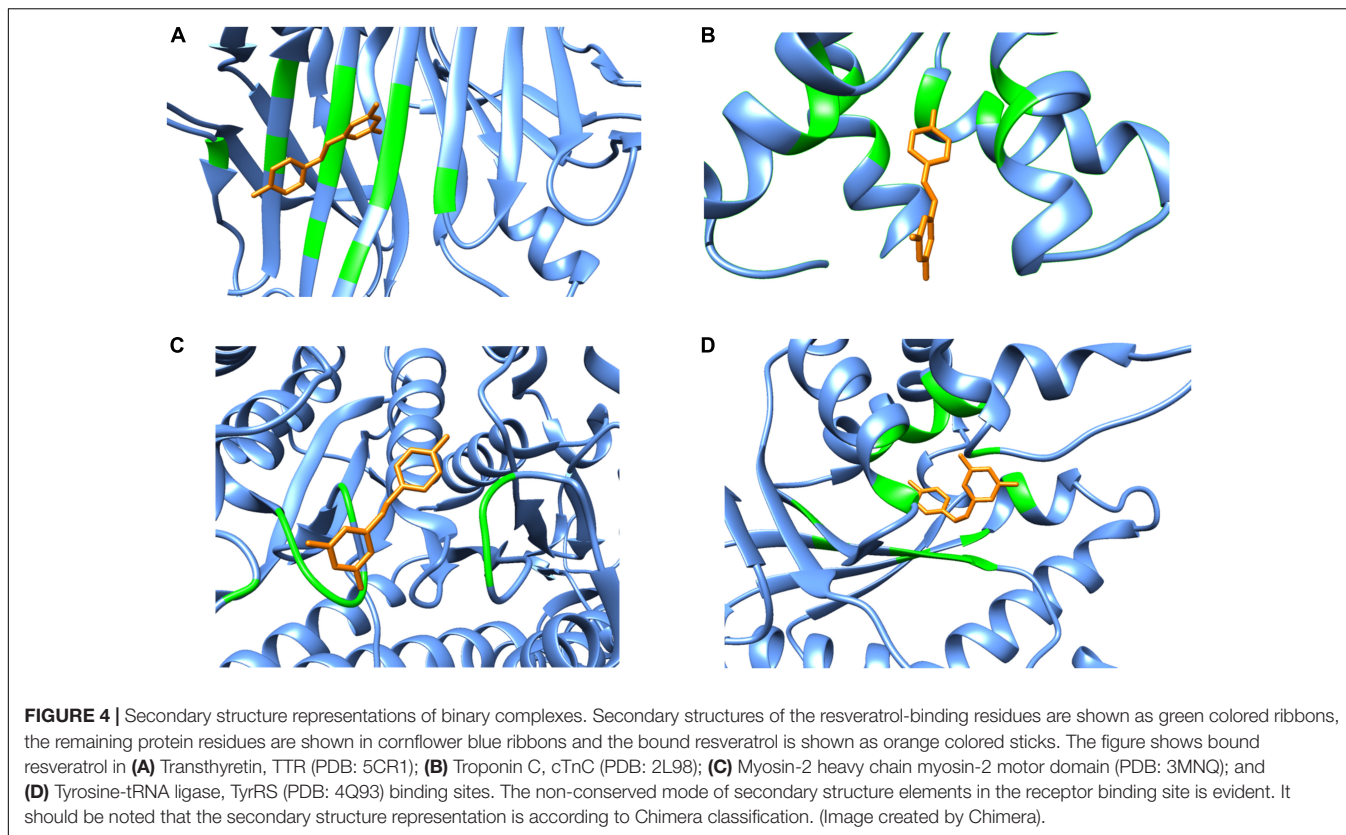 A
B
C
D
FIGURE 4 | Secondary structure representations of binary complexes. Secondary structures of the resveratrol-binding residues are shown as green colored ribbons,
the remaining protein residues are shown in cornflower blue ribbons and the bound resveratrol is shown as orange colored sticks. The figure shows bound
resveratrol in (A) Transthyretin, TTR (PDB: 5CR1); (B) Troponin C, cTnC (PDB: 2L98); (C) Myosin-2 heavy chain myosin-2 motor domain (PDB: 3MNQ); and
(D) Tyrosine-tRNA ligase, TyrRS (PDB: 4Q93) binding sites. The non-conserved mode of secondary structure elements in the receptor binding site is evident. It
should be noted that the secondary structure representation is according to Chimera classification. (Image created by Chimera).